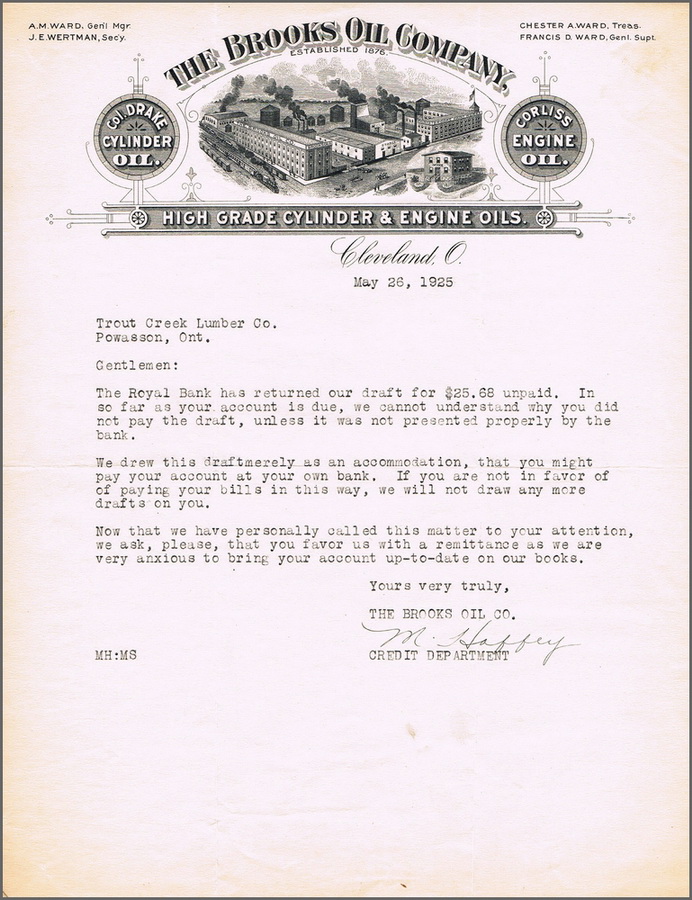 A.M. WARD, Gen'l Mgr.
J.E. WERTMAN, Sec'y.
CHESTER A. WARD, Treas.
FRANCIS D. WARD, Genl. Supt.
THE BROOKS OIL COMPANY,
ESTABLISHED 1876.
Col. DRAKE
CYLINDER
OIL.
CORLISS
ENGINE
OIL.
HIGH GRADE CYLINDER & ENGINE OILS.
Cleveland, O.
May 26, 1925
Trout Creek Lumber Co.
Powasson, Ont.
Gentlemen:
The Royal Bank has returned our draft for $25.68 unpaid. In
so far as your account is due, we cannot understand why you did
not pay the draft, unless it was not presented properly by the
bank.
We drew this draftmerely as an accommodation, that you might
pay your account at your own bank. If you are not in favor of
of paying your bills in this way, we will not draw any more
drafts on you.
Now that we have personally called this matter to your attention,
we ask, please, that you favor us with a remittance as we are
very anxious to bring your account up-to-date on our books.
Yours very truly,
THE BROOKS OIL CO.
M. Haffey
MH:MS
CREDIT DEPARTMENT